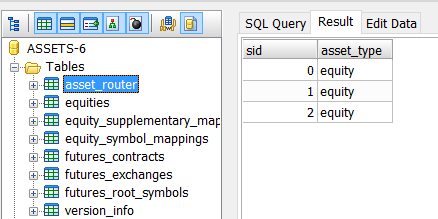 SQL Query Result Edit Data
ASSETS-6
Tables
asset_router
equities
equity_supplementary_map
equity_symbol_mappings
futures_contracts
futures_exchanges
futures_root_symbols
version_info
sid asset_type
0 equity
1 equity
2 equity